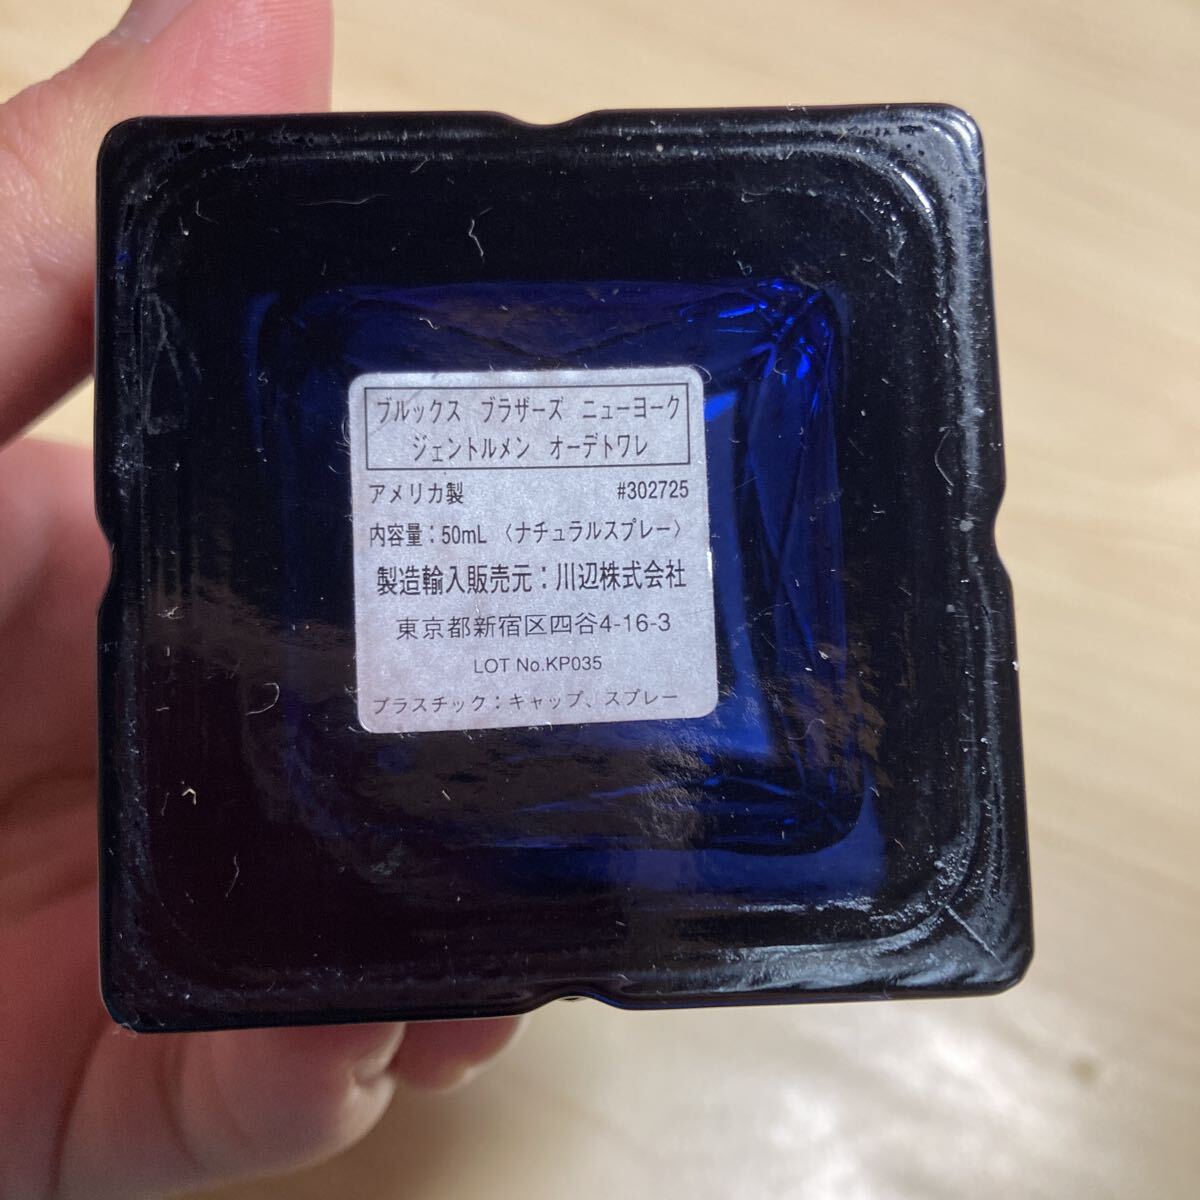 ブルックス ブラザーズ ニューヨーク
ジェントルメン オーデトワレ
アメリカ製 #302725
内容量：50mL 〈ナチュラルスプレー〉
製造輸入販売元：川辺株式会社
東京都新宿区四谷4-16-3
LOT No.KP035
プラスチック：キャップ、スプレー